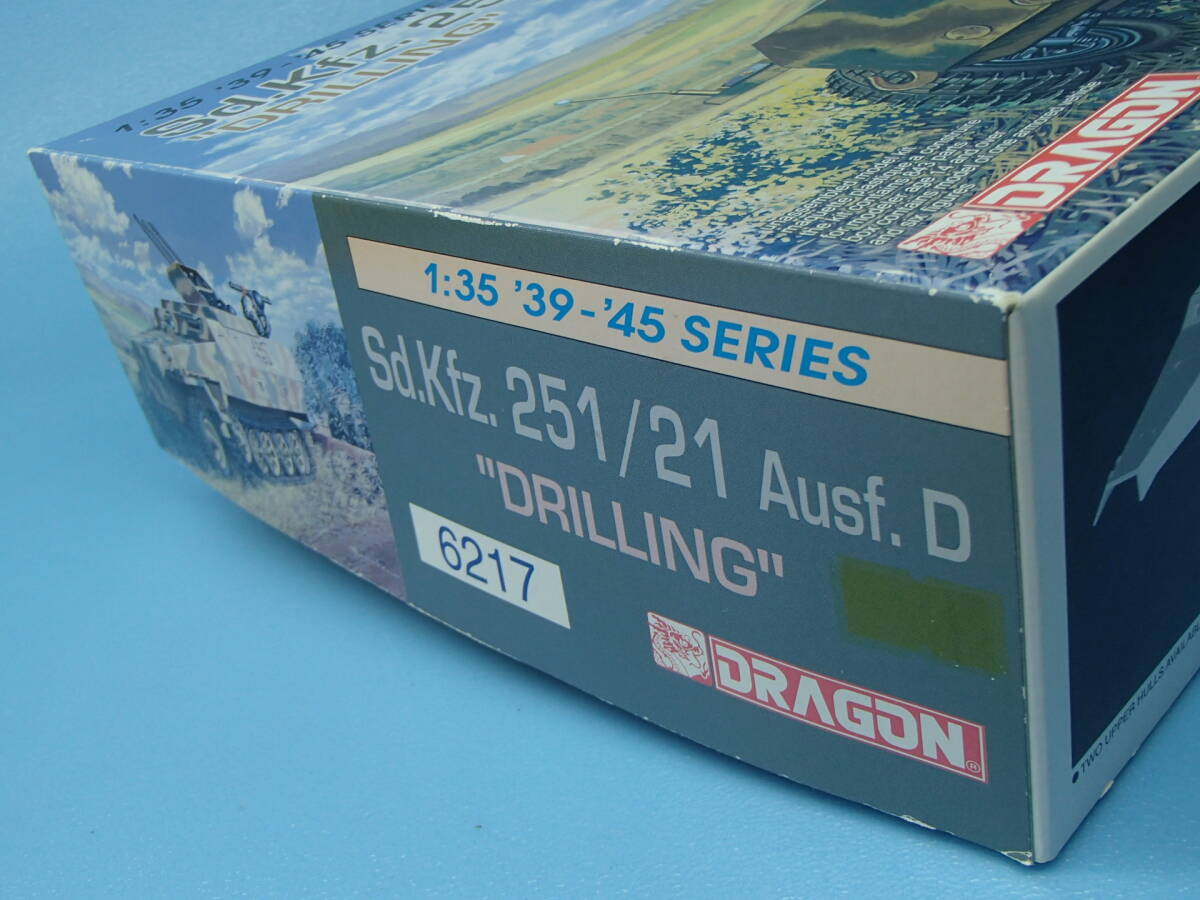 1:35 '39-'45 SERIES
Sd.Kfz. 25
"DRILLING"
DRAGON
1:35 '39-'45 SERIES
Sd.Kfz. 251/21 Ausf. D
"DRILLING"
6217
DRAGON®
• TWO UPPER HULLS